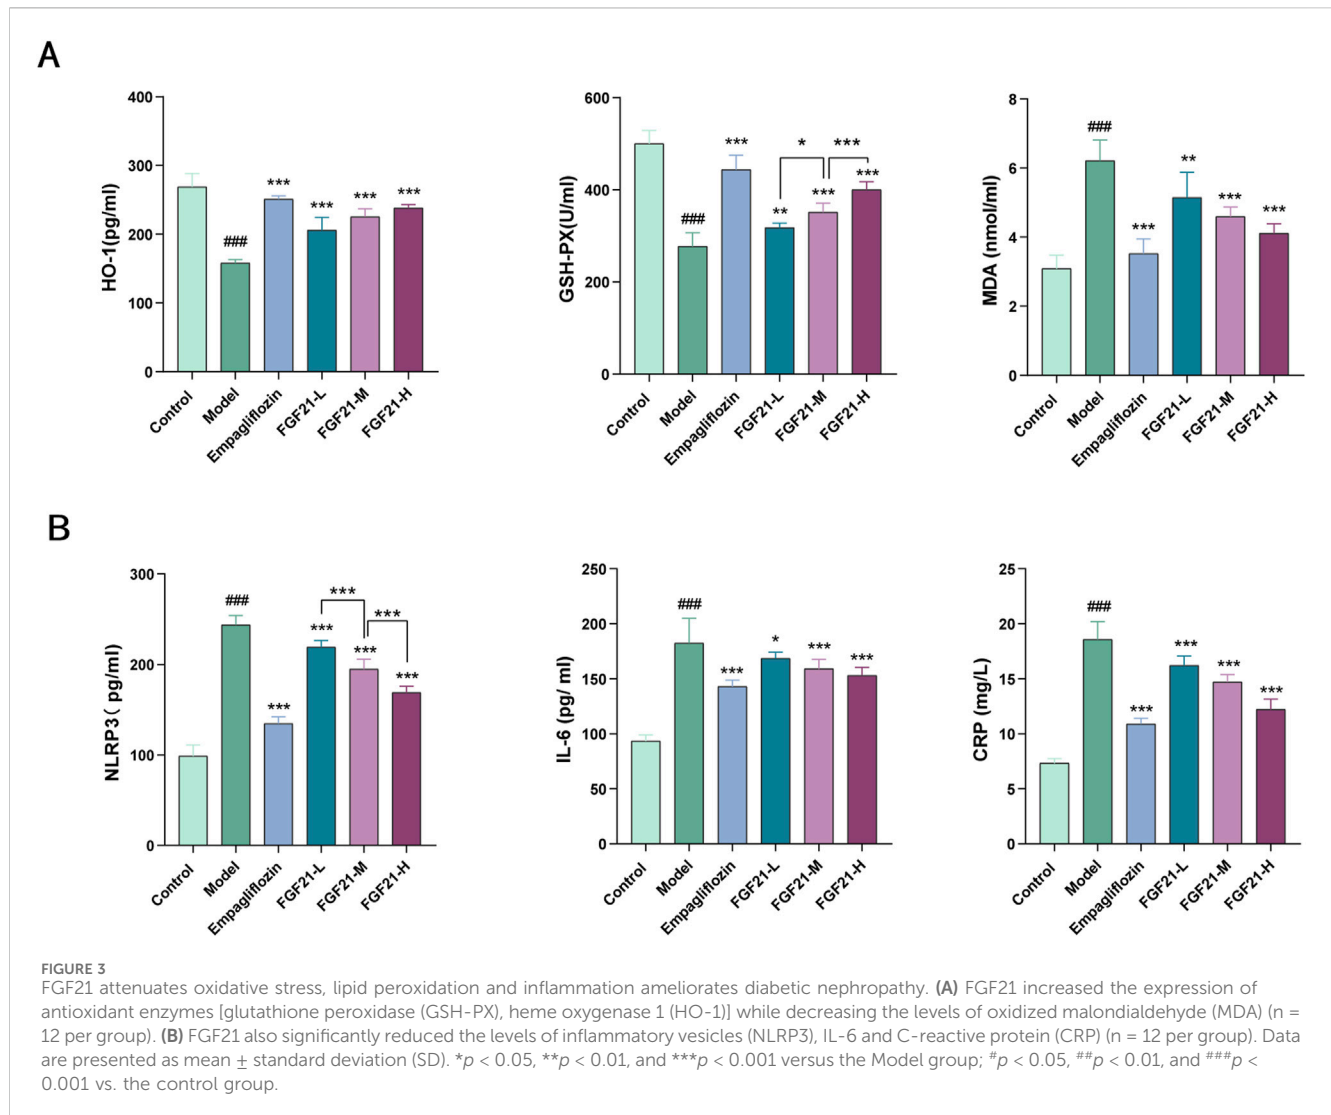 A
HO-1(pg/ml)
400
300
200
100
0
###
***
***
***
***
Control
Model
Empagliflozin
FGF21-L
FGF21-M
FGF21-H
GSH-PX(U/ml)
600
400
200
0
###
***
**
***
***
*
***
Control
Model
Empagliflozin
FGF21-L
FGF21-M
FGF21-H
MDA (nmol/ml)
8
6
4
2
0
###
***
**
***
***
Control
Model
Empagliflozin
FGF21-L
FGF21-M
FGF21-H
B
NLRP3( pg/ml)
300
200
100
0
###
***
***
***
***
***
***
Control
Model
Empagliflozin
FGF21-L
FGF21-M
FGF21-H
IL-6 (pg/ ml)
250
200
150
100
50
0
###
***
*
***
***
Control
Model
Empagliflozin
FGF21-L
FGF21-M
FGF21-H
CRP (mg/L)
25
20
15
10
5
0
###
***
***
***
***
Control
Model
Empagliflozin
FGF21-L
FGF21-M
FGF21-H
FIGURE 3
FGF21 attenuates oxidative stress, lipid peroxidation and inflammation ameliorates diabetic nephropathy. (A) FGF21 increased the expression of
antioxidant enzymes [glutathione peroxidase (GSH-PX), heme oxygenase 1 (HO-1)] while decreasing the levels of oxidized malondialdehyde (MDA) (n =
12 per group). (B) FGF21 also significantly reduced the levels of inflammatory vesicles (NLRP3), IL-6 and C-reactive protein (CRP) (n = 12 per group). Data
are presented as mean ± standard deviation (SD). *p < 0.05, **p < 0.01, and ***p < 0.001 versus the Model group; #p < 0.05, ##p < 0.01, and ###p <
0.001 vs. the control group.